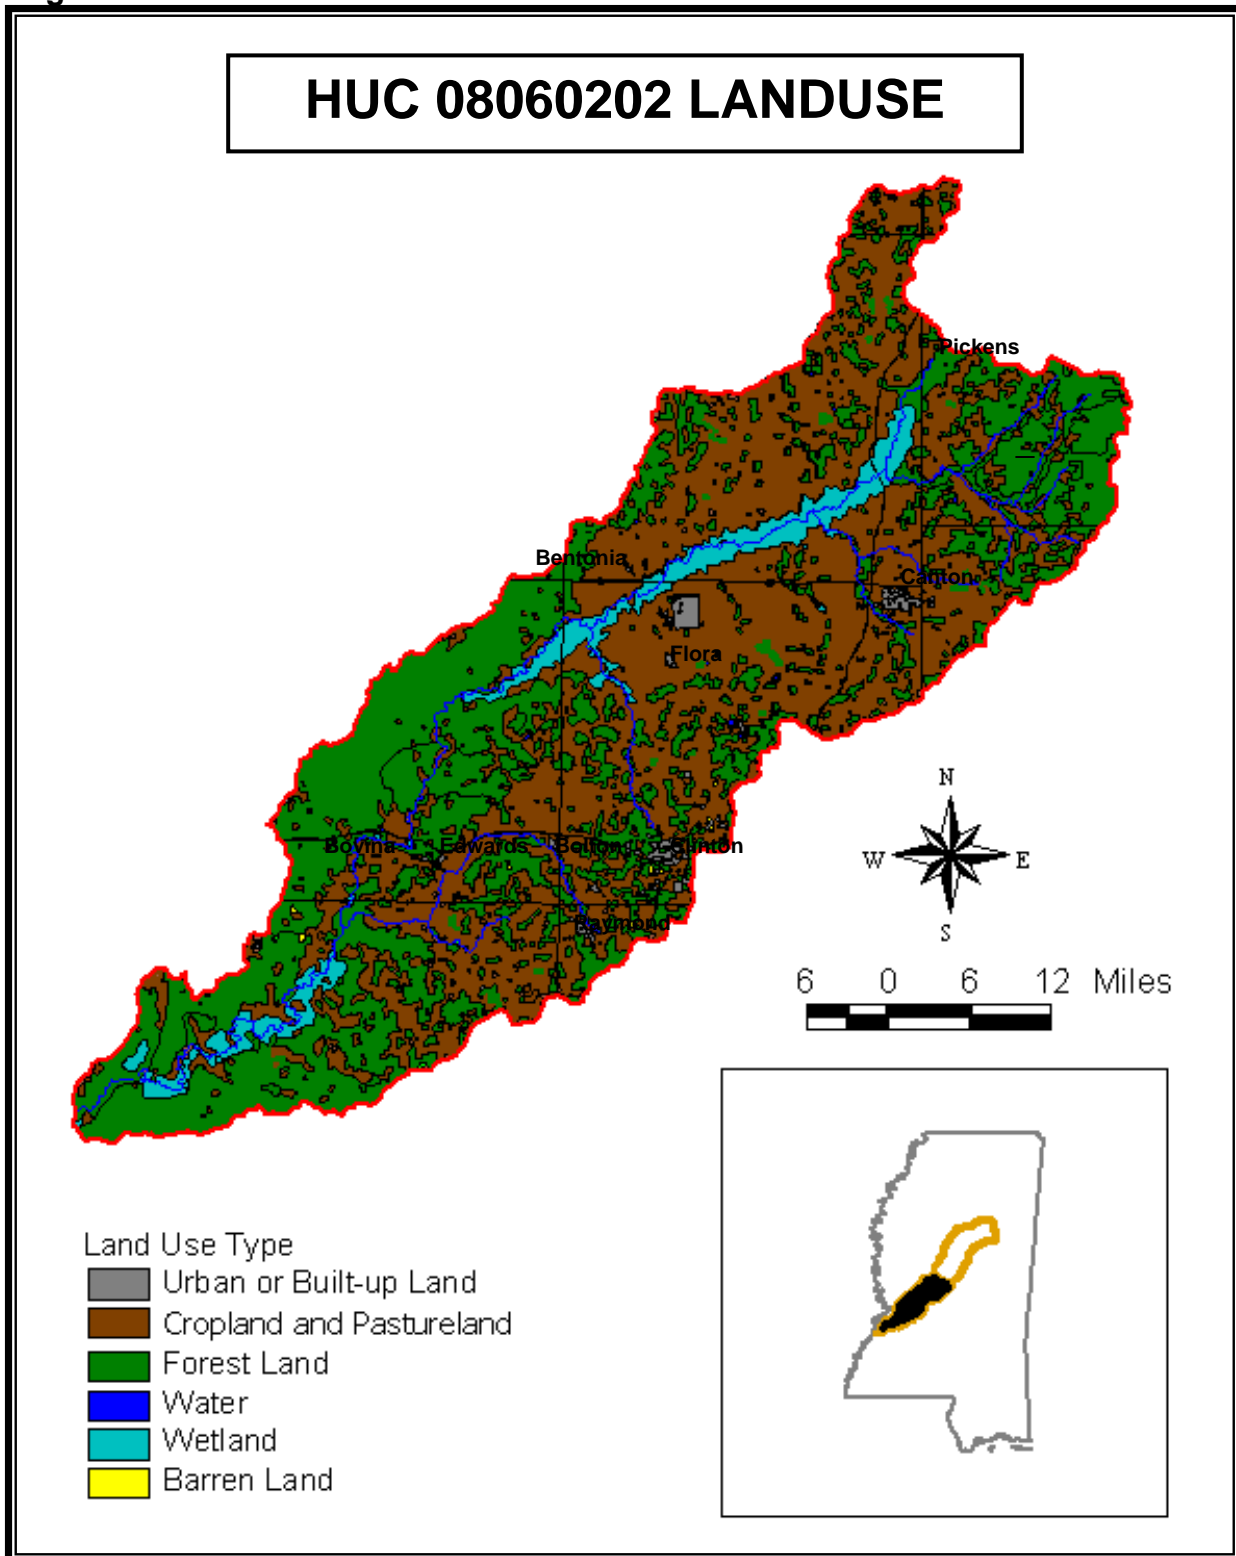 HUC 08060202 LANDUSE
Pickens
Bentonia
Canton
Flora
Bovina
Edwards
Bolton
Clinton
Raymond
N
W
E
S
6 0 6 12 Miles
Land Use Type
Urban or Built-up Land
Cropland and Pastureland
Forest Land
Water
Wetland
Barren Land